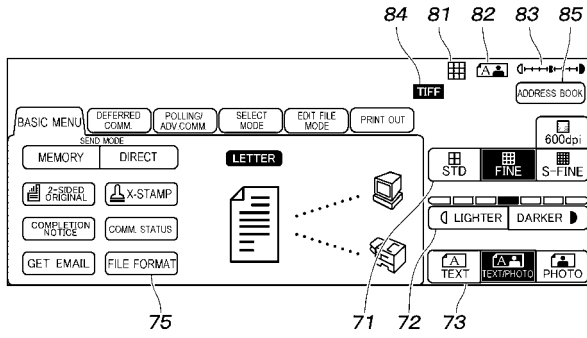 84 81 82 83 85
TIFF
ADDRESS BOOK
BASIC MENU
DEFERRED COMM.
POLLING/ ADV.COMM.
SELECT MODE
EDIT FILE MODE
PRINT OUT
SEND MODE
MEMORY DIRECT
LETTER
600dpi
STD FINE S-FINE
2-SIDED ORIGINAL
X-STAMP
LIGHTER DARKER
COMPLETION NOTICE
COMM. STATUS
GET EMAIL
FILE FORMAT
A TEXT
A TEXT/PHOTO
PHOTO
75 71 72 73